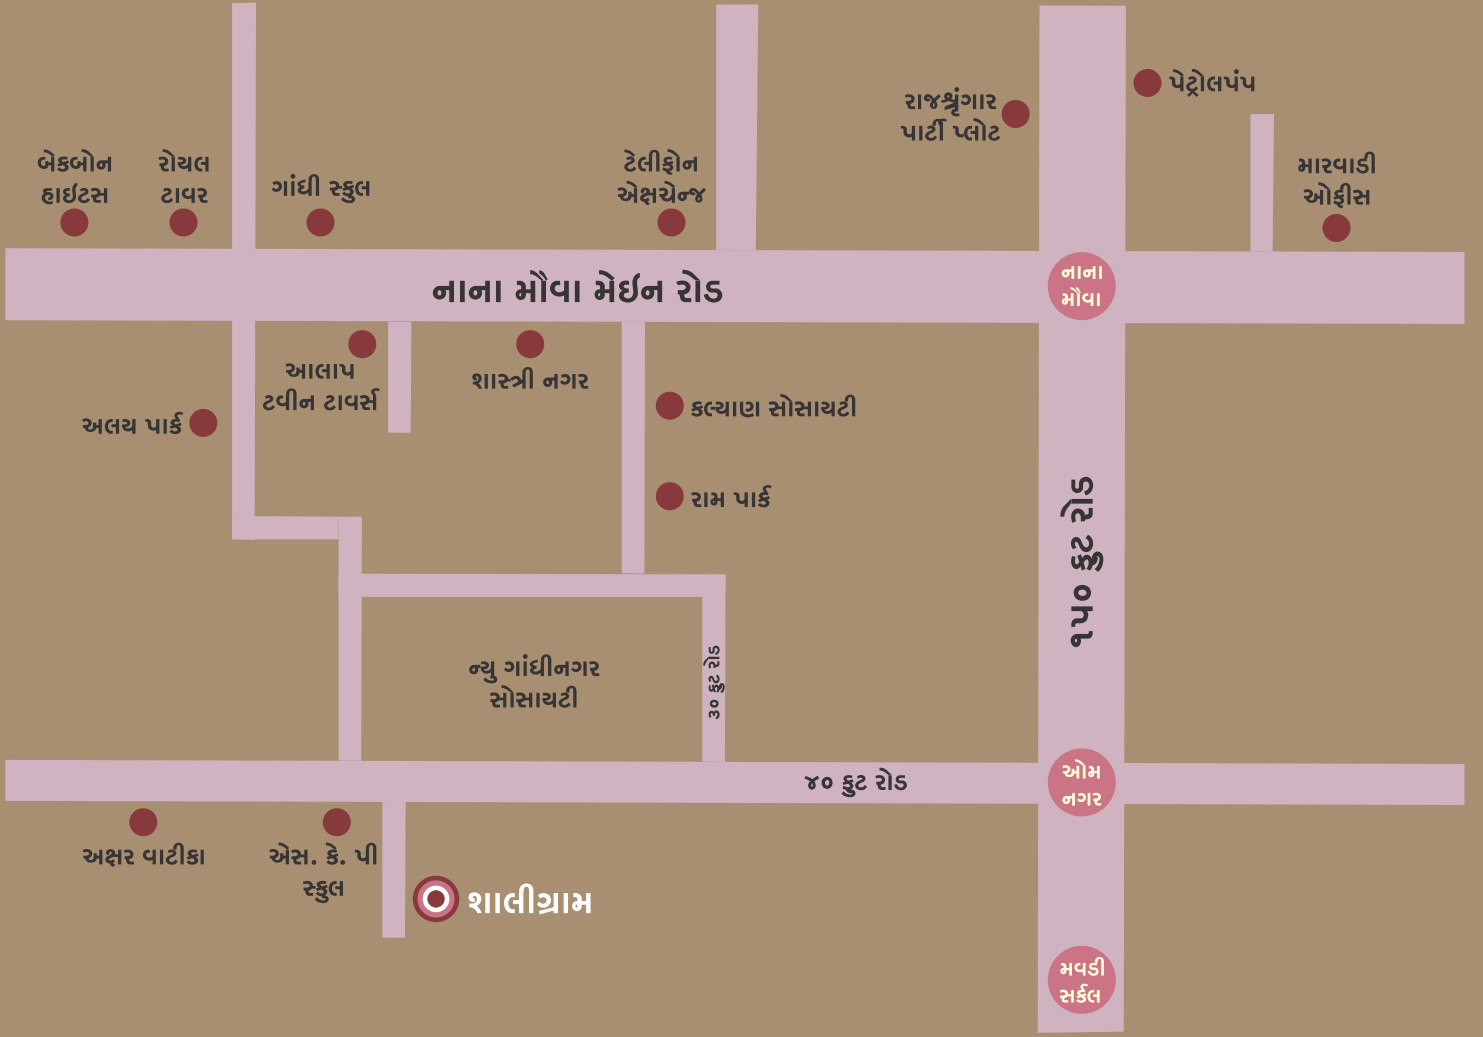 પેટ્રોલપંપ
રાજશ્રૃંગાર
પાર્ટી પ્લોટ
બેકબોન
હાઈટસ
રોયલ
ટાવર
ગાંધી સ્કુલ
ટેલીફોન
એક્ષચેન્જ
મારવાડી
ઓફીસ
નાના મૌવા મેઈન રોડ
નાના
મૌવા
આલાપ
ટવીન ટાવર્સ
શાસ્ત્રી નગર
અલય પાર્ક
કલ્યાણ સોસાયટી
રામ પાર્ક
૧૫૦ ફુટ રોડ
ન્યુ ગાંધીનગર
સોસાયટી
૩૦ ફુટ રોડ
૪૦ ફુટ રોડ
ઓમ
નગર
અક્ષર વાટીકા
એસ. કે. પી
સ્કુલ
શાલીગ્રામ
મવડી
સર્કલ